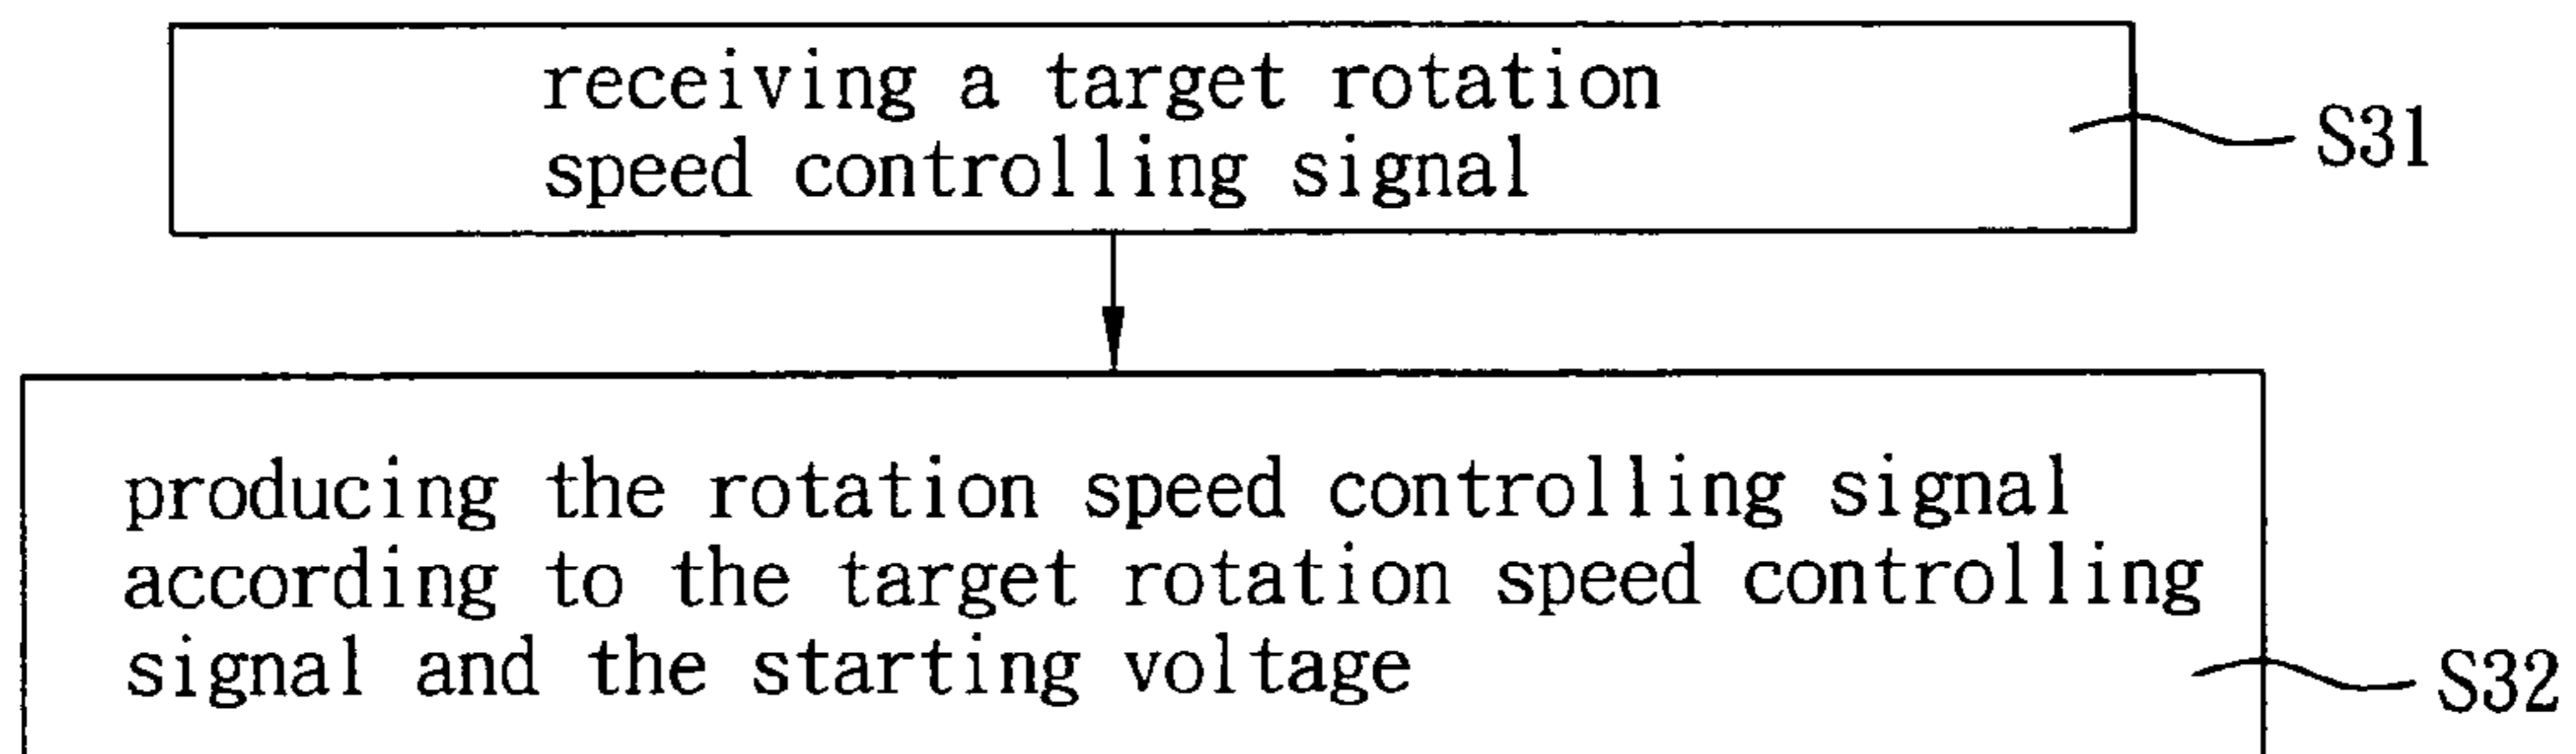 receiving a target rotation
speed controlling signal
S31
producing the rotation speed controlling signal
according to the target rotation speed controlling
signal and the starting voltage
S32